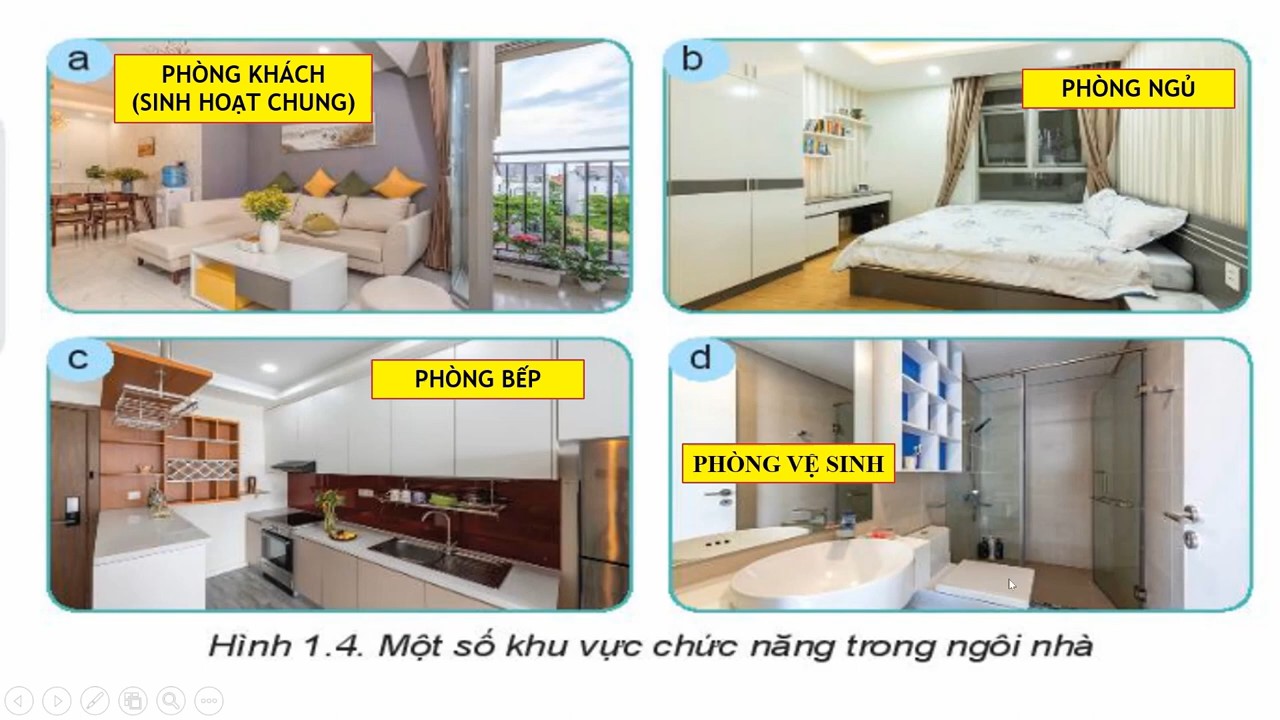 a
PHÒNG KHÁCH
(SINH HOẠT CHUNG)
b
PHÒNG NGỦ
c
PHÒNG BẾP
d
PHÒNG VỆ SINH
Hình 1.4. Một số khu vực chức năng trong ngôi nhà